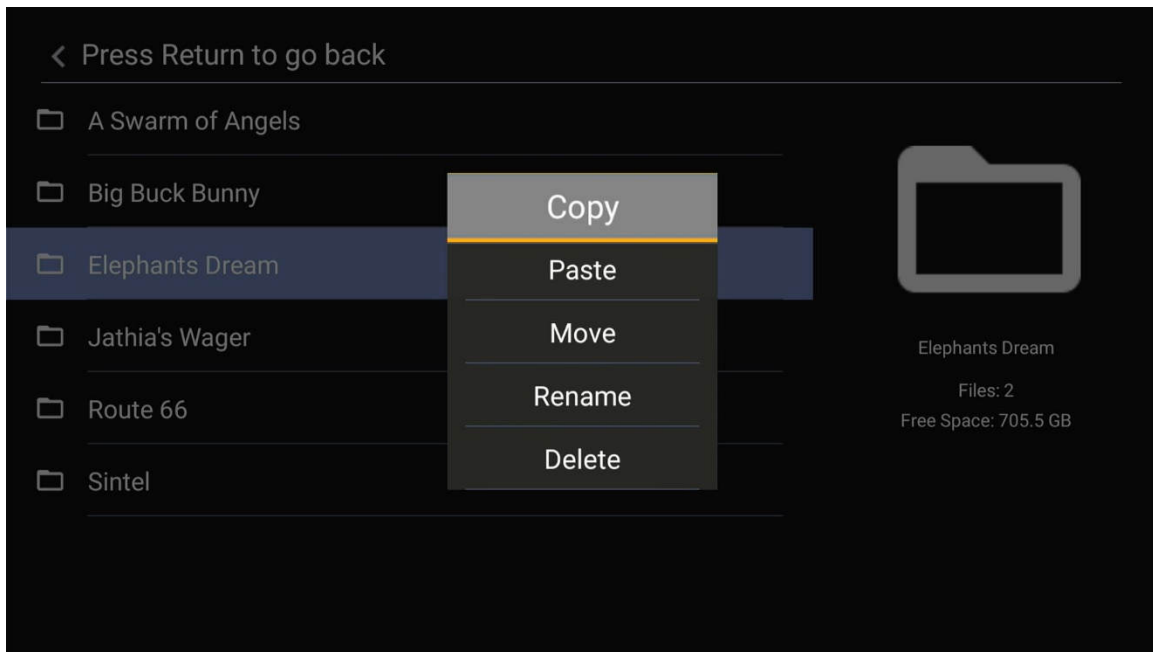 Press Return to go back
A Swarm of Angels
Big Buck Bunny
Elephants Dream
Jathia's Wager
Route 66
Sintel
Copy
Paste
Move
Rename
Delete
Elephants Dream
Files: 2
Free Space: 705.5 GB